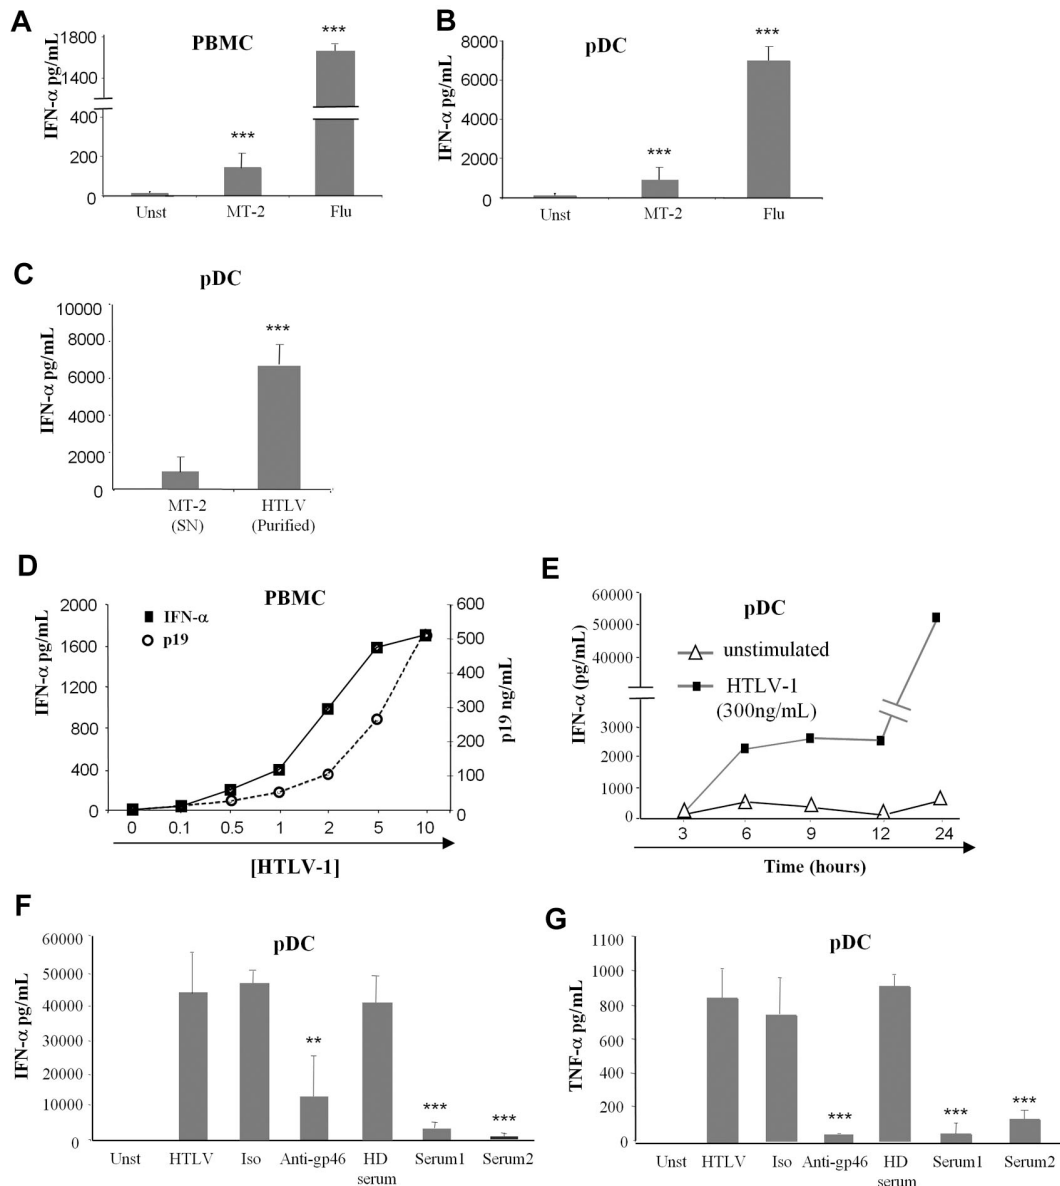 A
PBMC
IFN-α pg/mL
1800
1400
400
200
0
***
***
Unst MT-2 Flu
B
pDC
IFN-α pg/mL
8000
6000
4000
2000
0
***
***
Unst MT-2 Flu
C
pDC
IFN-α pg/mL
10000
8000
6000
4000
2000
0
***
MT-2 HTLV
(SN) (Purified)
D
PBMC
IFN-α pg/mL
2000
1600
1200
800
400
0
IFN-α
p19
p19 ng/mL
600
500
400
300
200
100
0
0 0.1 0.5 1 2 5 10
[HTLV-1]
E
pDC
IFN-α (pg/mL)
60000
50000
40000
3000
2000
1000
0
unstimulated
HTLV-1
(300ng/mL)
3 6 9 12 24
Time (hours)
F
pDC
IFN-α pg/mL
60000
50000
40000
30000
20000
10000
0
**
***
***
Unst HTLV Iso Anti-gp46 HD Serum1 Serum2
serum
G
pDC
TNF-α pg/mL
1100
1000
800
600
400
200
0
***
***
***
Unst HTLV Iso Anti-gp46 HD Serum1 Serum2
serum